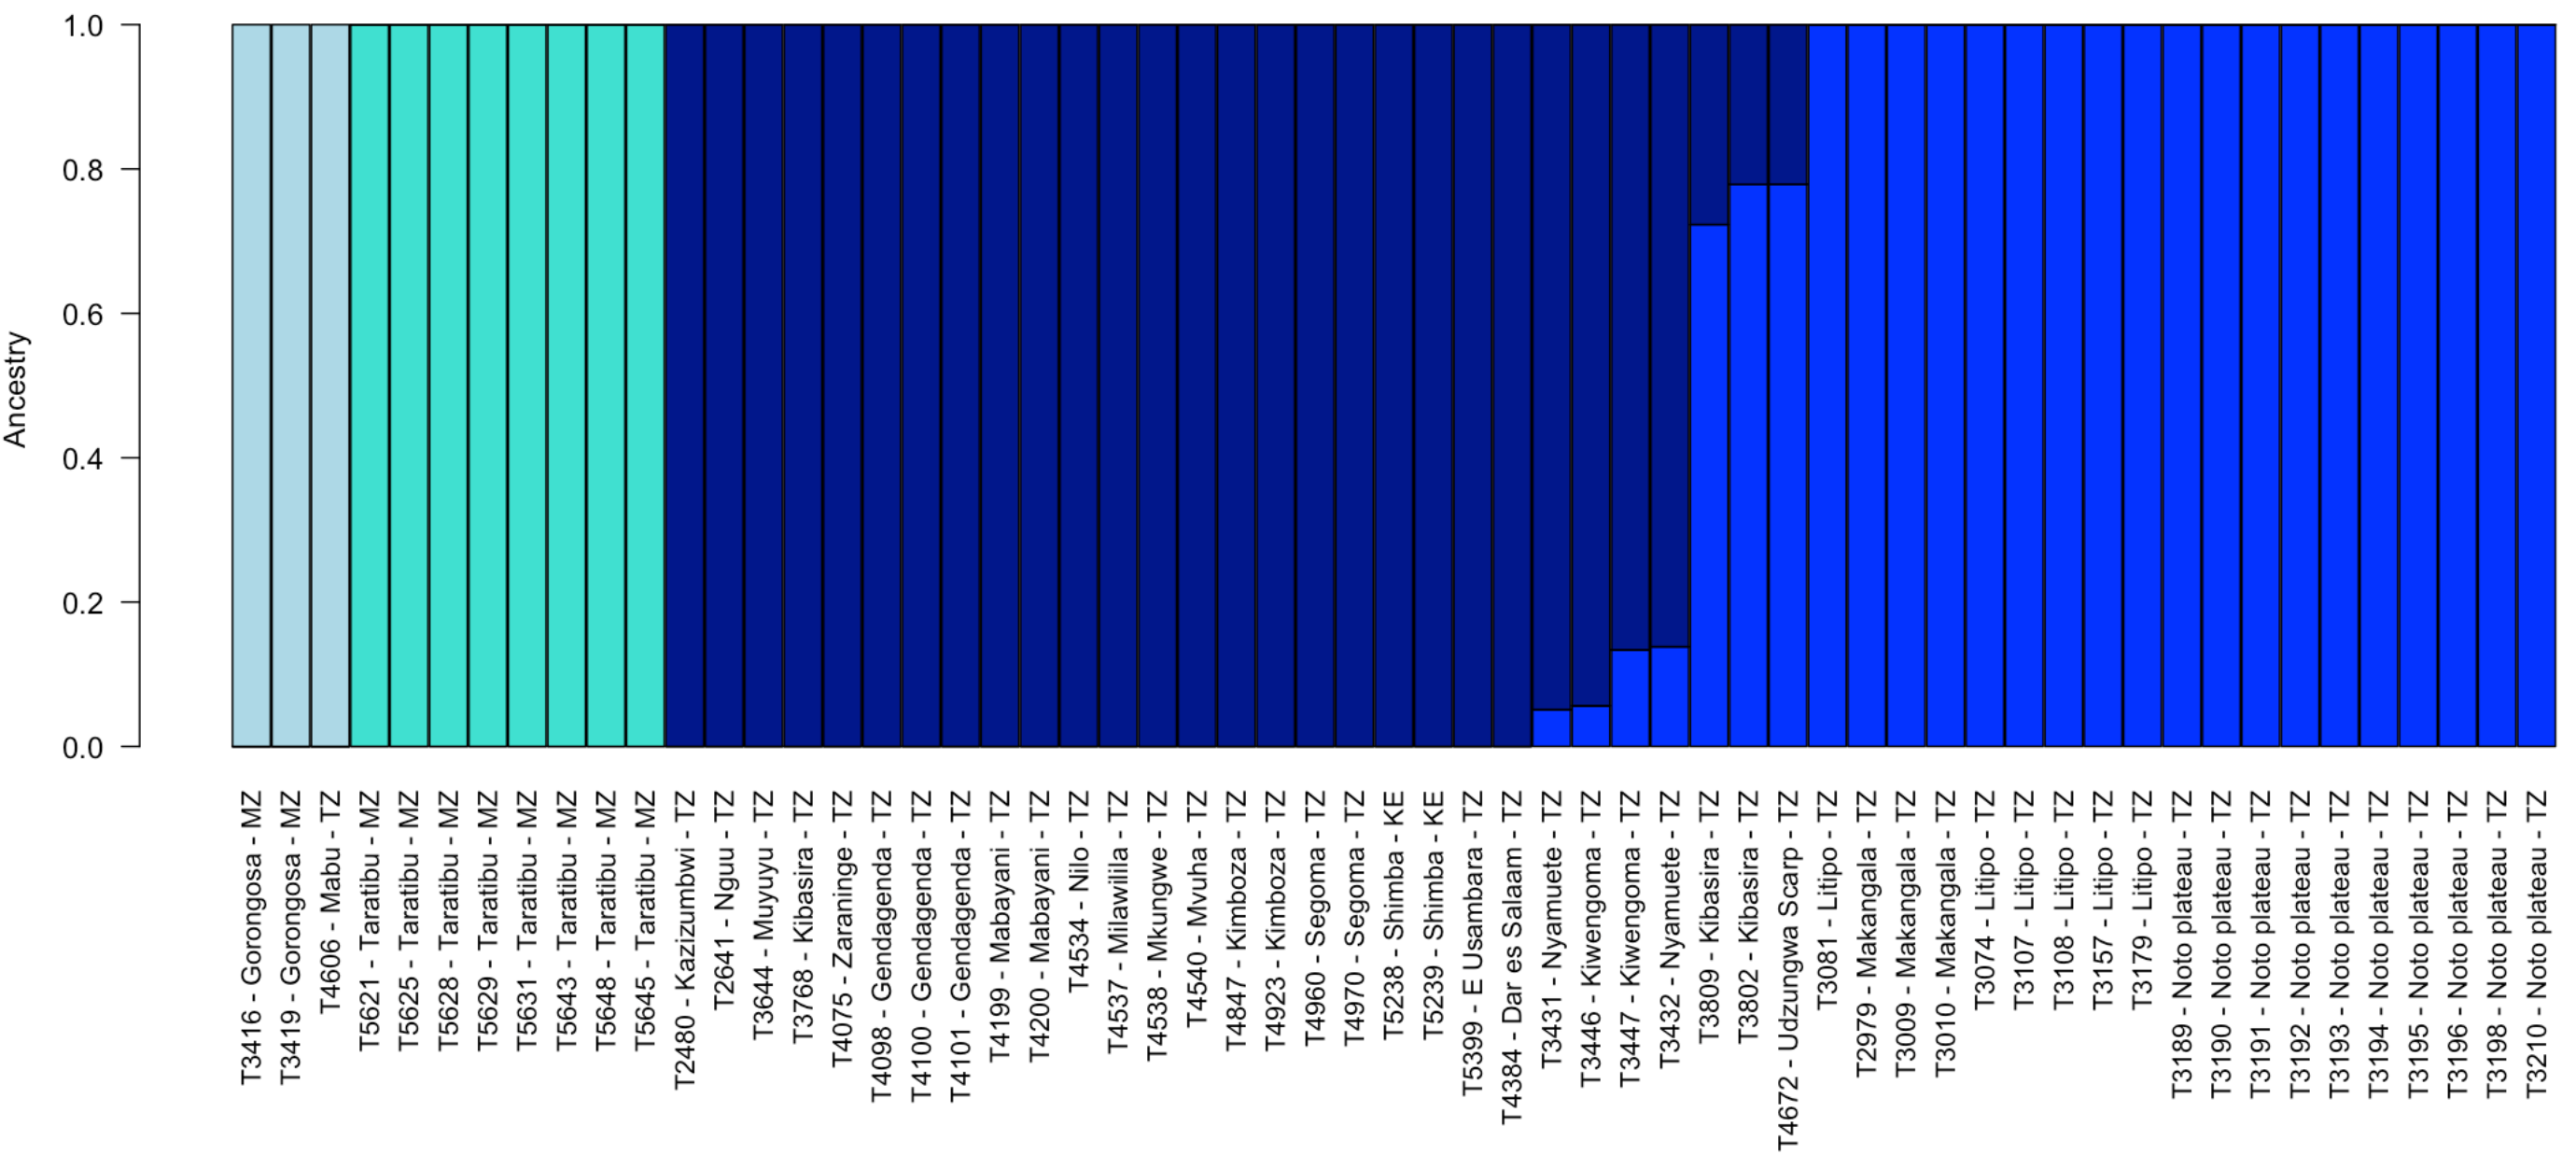 Ancestry
1.0
0.8
0.6
0.4
0.2
0.0
T3416 - Gorongosa - MZ
T3419 - Gorongosa - MZ
T4606 - Mabu - TZ
T5621 - Taratibu - MZ
T5625 - Taratibu - MZ
T5628 - Taratibu - MZ
T5629 - Taratibu - MZ
T5631 - Taratibu - MZ
T5643 - Taratibu - MZ
T5648 - Taratibu - MZ
T5645 - Taratibu - MZ
T2480 - Kazizumbwi - TZ
T2641 - Nguu - TZ
T3644 - Muyuyu - TZ
T3768 - Kibasira - TZ
T4075 - Zaraninge - TZ
T4098 - Gendagenda - TZ
T4100 - Gendagenda - TZ
T4101 - Gendagenda - TZ
T4199 - Mabayani - TZ
T4200 - Mabayani - TZ
T4534 - Nilo - TZ
T4537 - Milawilila - TZ
T4538 - Mkungwe - TZ
T4540 - Mvuha - TZ
T4847 - Kimboza - TZ
T4923 - Kimboza - TZ
T4960 - Segoma - TZ
T4970 - Segoma - TZ
T5238 - Shimba - KE
T5239 - Shimba - KE
T5399 - E Usambara - TZ
T4384 - Dar es Salaam - TZ
T3431 - Nyamuete - TZ
T3446 - Kiwengoma - TZ
T3447 - Kiwengoma - TZ
T3432 - Nyamuete - TZ
T3809 - Kibasira - TZ
T3802 - Kibasira - TZ
T4672 - Udzungwa Scarp - TZ
T3081 - Litipo - TZ
T2979 - Makangala - TZ
T3009 - Makangala - TZ
T3010 - Makangala - TZ
T3074 - Litipo - TZ
T3107 - Litipo - TZ
T3108 - Litipo - TZ
T3157 - Litipo - TZ
T3179 - Litipo - TZ
T3189 - Noto plateau - TZ
T3190 - Noto plateau - TZ
T3191 - Noto plateau - TZ
T3192 - Noto plateau - TZ
T3193 - Noto plateau - TZ
T3194 - Noto plateau - TZ
T3195 - Noto plateau - TZ
T3196 - Noto plateau - TZ
T3198 - Noto plateau - TZ
T3210 - Noto plateau - TZ